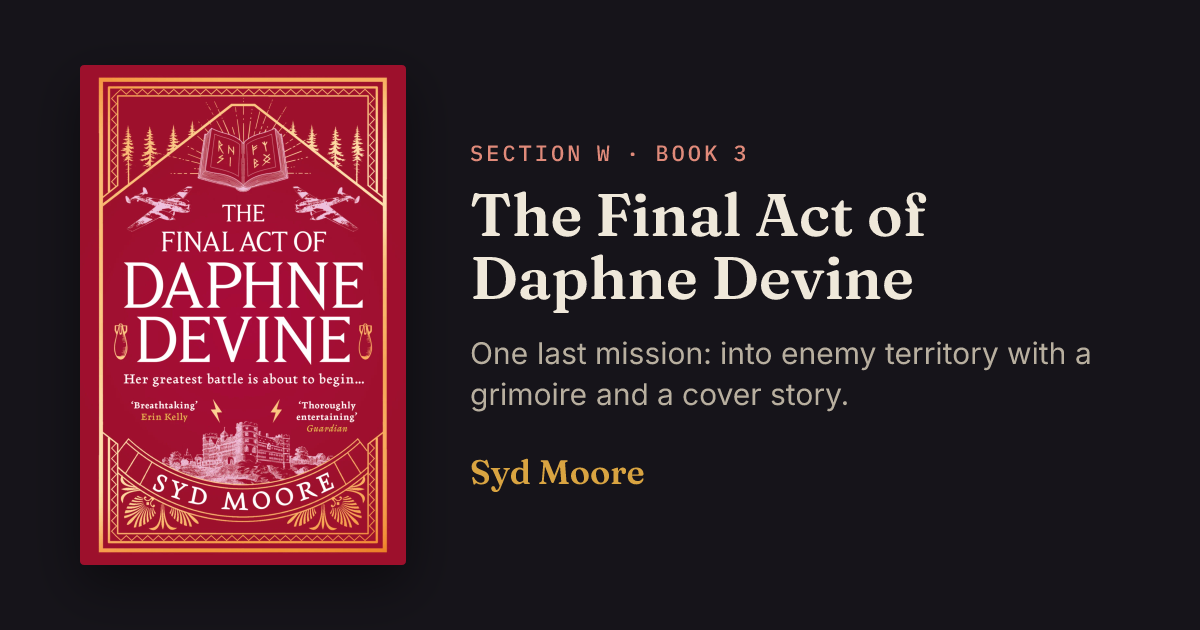 THE
FINAL ACT OF
DAPHNE
DEVINE
Her greatest battle is about to begin...
‘Breathtaking’
Erin Kelly
‘Thoroughly
entertaining’
Guardian
SYD MOORE
SECTION W · BOOK 3
The Final Act of
Daphne Devine
One last mission: into enemy territory with a
grimoire and a cover story.
Syd Moore